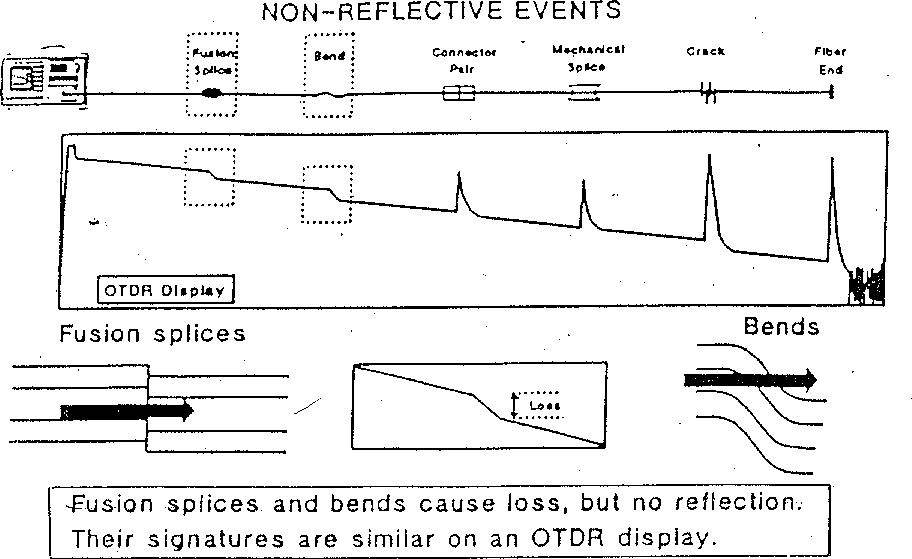 NON-REFLECTIVE EVENTS
Fusion
Splice
Bend
Connector
Pair
Mechanical
Splice
Crack
Fiber
End
OTDR Display
Fusion splices
Bends
Loss
Fusion splices and bends cause loss, but no reflection.
Their signatures are similar on an OTDR display.